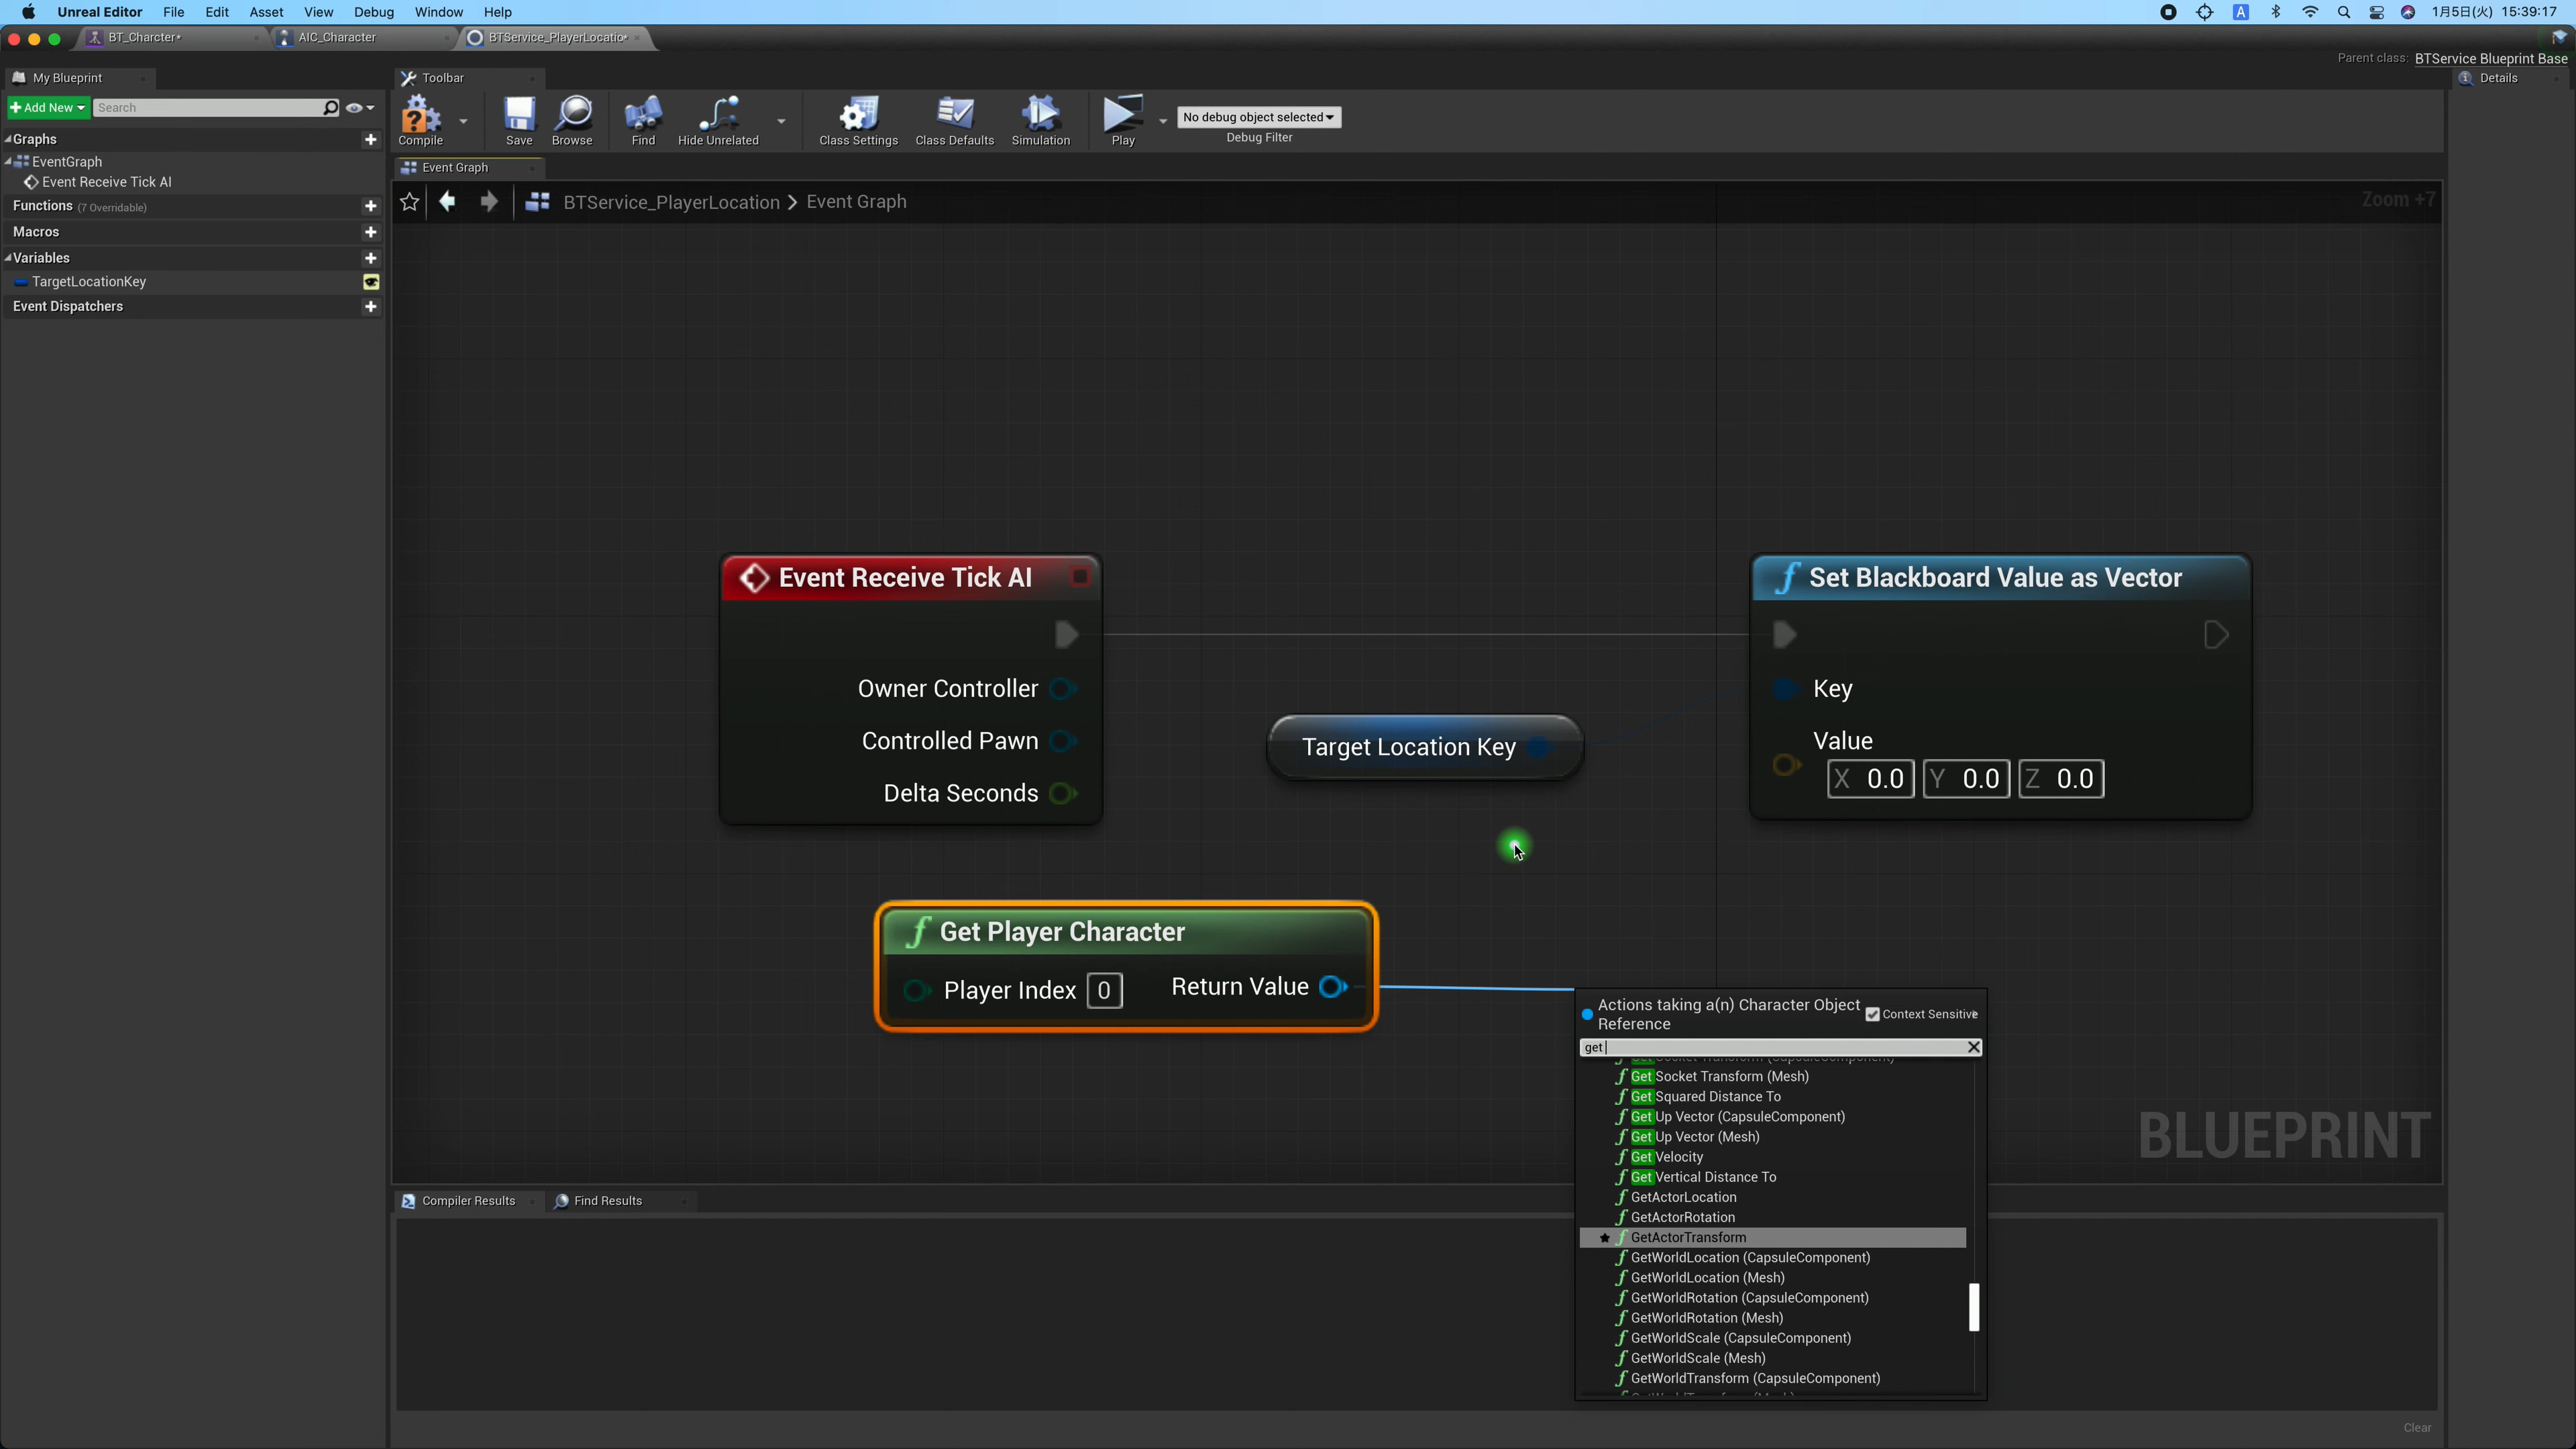 Unreal Editor File Edit Asset View Debug Window Help
A 1月5日(火) 15:39:17
BT_Charcter* AIC_Character BTService_PlayerLocatio*
Parent class: BTService Blueprint Base
My Blueprint
Toolbar
Details
Add New Search
Compile Save Browse Find Hide Unrelated Class Settings Class Defaults Simulation Play
No debug object selected
Debug Filter
Graphs
EventGraph
Event Receive Tick AI
Functions (7 Overridable)
Macros
Variables
TargetLocationKey
Event Dispatchers
Event Graph
BTService_PlayerLocation > Event Graph
Zoom +7
Event Receive Tick AI
Owner Controller
Controlled Pawn
Delta Seconds
Target Location Key
Set Blackboard Value as Vector
Key
Value
X 0.0 Y 0.0 Z 0.0
Get Player Character
Player Index 0 Return Value
Actions taking a(n) Character Object
Reference
Context Sensitive
get
Get Socket Transform (CapsuleComponent)
Get Socket Transform (Mesh)
Get Squared Distance To
Get Up Vector (CapsuleComponent)
Get Up Vector (Mesh)
Get Velocity
Get Vertical Distance To
GetActorLocation
GetActorRotation
GetActorTransform
GetWorldLocation (CapsuleComponent)
GetWorldLocation (Mesh)
GetWorldRotation (CapsuleComponent)
GetWorldRotation (Mesh)
GetWorldScale (CapsuleComponent)
GetWorldScale (Mesh)
GetWorldTransform (CapsuleComponent)
GetWorldTransform (Mesh)
BLUEPRINT
Compiler Results Find Results
Clear